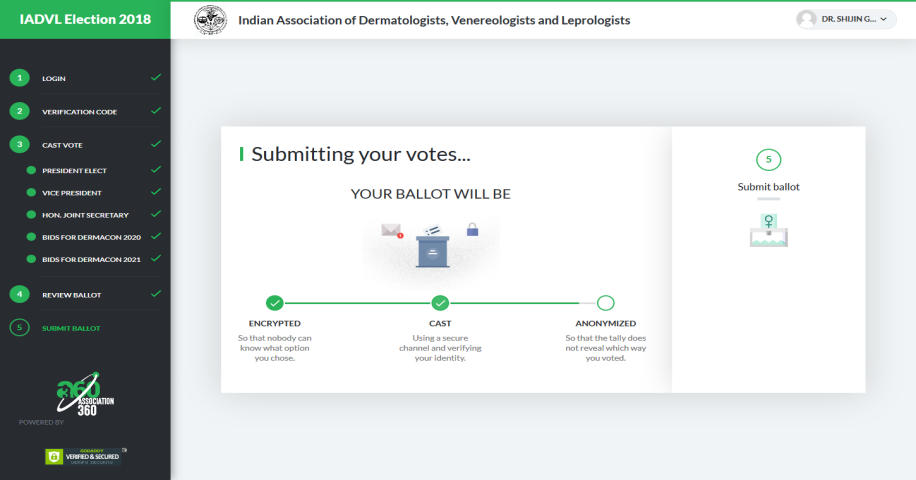 IADVL Election 2018
Indian Association of Dermatologists, Venereologists and Leprologists
DR. SHIJIN G...
1 LOGIN
2 VERIFICATION CODE
3 CAST VOTE
PRESIDENT ELECT
VICE PRESIDENT
HON. JOINT SECRETARY
BIDS FOR DERMACON 2020
BIDS FOR DERMACON 2021
4 REVIEW BALLOT
5 SUBMIT BALLOT
360
ASSOCIATION
360
POWERED BY
GODADDY
VERIFIED & SECURED
VERIFY SECURITY
Submitting your votes...
YOUR BALLOT WILL BE
ENCRYPTED
So that nobody can
know what option
you chose.
CAST
Using a secure
channel and verifying
your identity.
ANONYMIZED
So that the tally does
not reveal which way
you voted.
5
Submit ballot